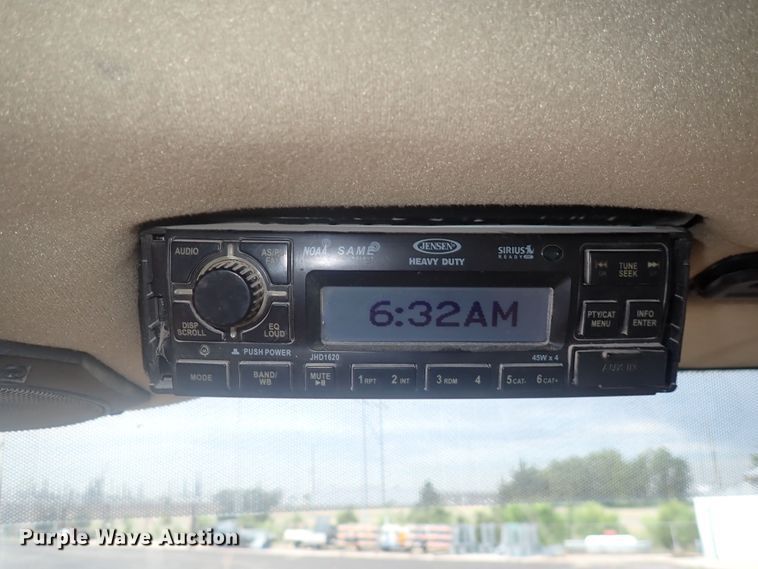 AUDIO
AS/P
FAV
NOAA SAME
JENSEN
HEAVY DUTY
SIRIUS
READY
TUNE
SEEK
6:32AM
DISP
SCROLL
EQ
LOUD
PTY/CAT
MENU
INFO
ENTER
PUSH POWER
JHD1620
45W x 4
MODE
BAND/
WB
MUTE
1 RPT 2 INT
3 RDM 4
5 CAT- 6 CAT+
AUX IN
Purple Wave Auction